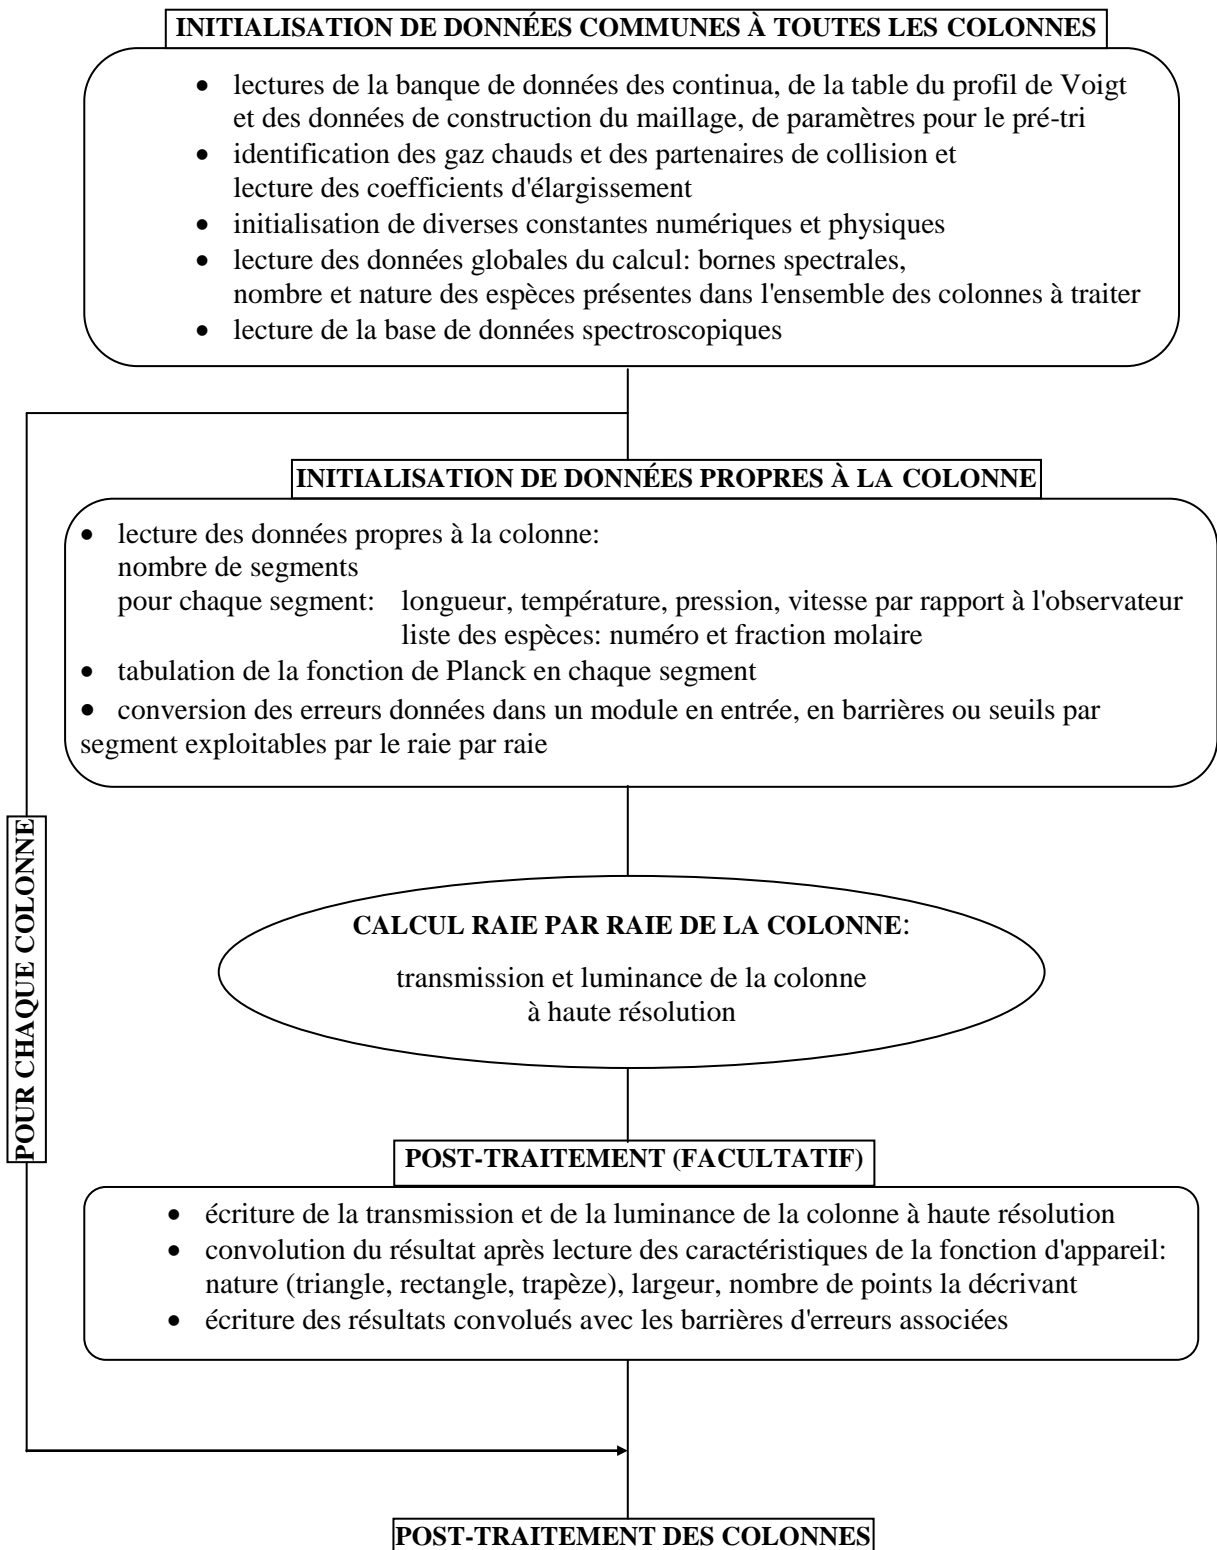 INITIALISATION DE DONNÉES COMMUNES À TOUTES LES COLONNES
• lectures de la banque de données des continua, de la table du profil de Voigt
et des données de construction du maillage, de paramètres pour le pré-tri
• identification des gaz chauds et des partenaires de collision et
lecture des coefficients d'élargissement
• initialisation de diverses constantes numériques et physiques
• lecture des données globales du calcul: bornes spectrales,
nombre et nature des espèces présentes dans l'ensemble des colonnes à traiter
• lecture de la base de données spectroscopiques
INITIALISATION DE DONNÉES PROPRES À LA COLONNE
• lecture des données propres à la colonne:
nombre de segments
pour chaque segment: longueur, température, pression, vitesse par rapport à l'observateur
liste des espèces: numéro et fraction molaire
• tabulation de la fonction de Planck en chaque segment
• conversion des erreurs données dans un module en entrée, en barrières ou seuils par
segment exploitables par le raie par raie
POUR CHAQUE COLONNE
CALCUL RAIE PAR RAIE DE LA COLONNE:
transmission et luminance de la colonne
à haute résolution
POST-TRAITEMENT (FACULTATIF)
• écriture de la transmission et de la luminance de la colonne à haute résolution
• convolution du résultat après lecture des caractéristiques de la fonction d'appareil:
nature (triangle, rectangle, trapèze), largeur, nombre de points la décrivant
• écriture des résultats convolués avec les barrières d'erreurs associées
POST-TRAITEMENT DES COLONNES